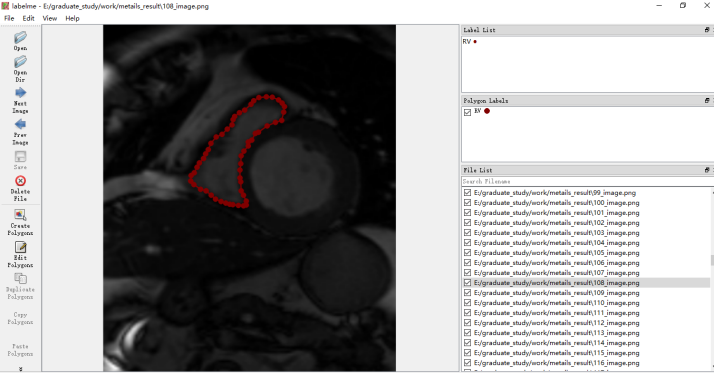 labelme - E:/graduate_study/work/metails_result\108_image.png
File Edit View Help
Open
Open
Dir
Next
Image
Prev
Image
Save
Delete
File
Create
Polygons
Edit
Polygons
Duplicate
Polygons
Copy
Polygons
Paste
Polygons
Label List
RV
Polygon Labels
RV
File List
Search Filename
E:/graduate_study/work/metails_result\99_image.png
E:/graduate_study/work/metails_result\100_image.png
E:/graduate_study/work/metails_result\101_image.png
E:/graduate_study/work/metails_result\102_image.png
E:/graduate_study/work/metails_result\103_image.png
E:/graduate_study/work/metails_result\104_image.png
E:/graduate_study/work/metails_result\105_image.png
E:/graduate_study/work/metails_result\106_image.png
E:/graduate_study/work/metails_result\107_image.png
E:/graduate_study/work/metails_result\108_image.png
E:/graduate_study/work/metails_result\109_image.png
E:/graduate_study/work/metails_result\110_image.png
E:/graduate_study/work/metails_result\111_image.png
E:/graduate_study/work/metails_result\112_image.png
E:/graduate_study/work/metails_result\113_image.png
E:/graduate_study/work/metails_result\114_image.png
E:/graduate_study/work/metails_result\115_image.png
E:/graduate_study/work/metails_result\116_image.png